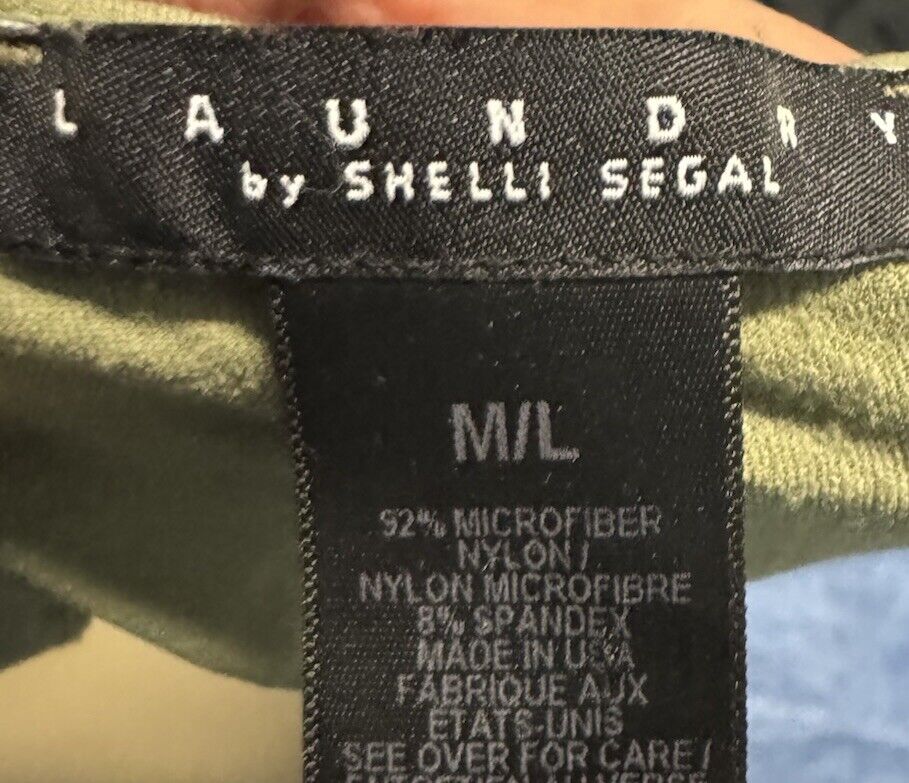 LAUNDRY
by SHELLI SEGAL
M/L
92% MICROFIBER
NYLON /
NYLON MICROFIBRE
8% SPANDEX
MADE IN USA
FABRIQUE AUX
ETATS-UNIS
SEE OVER FOR CARE /